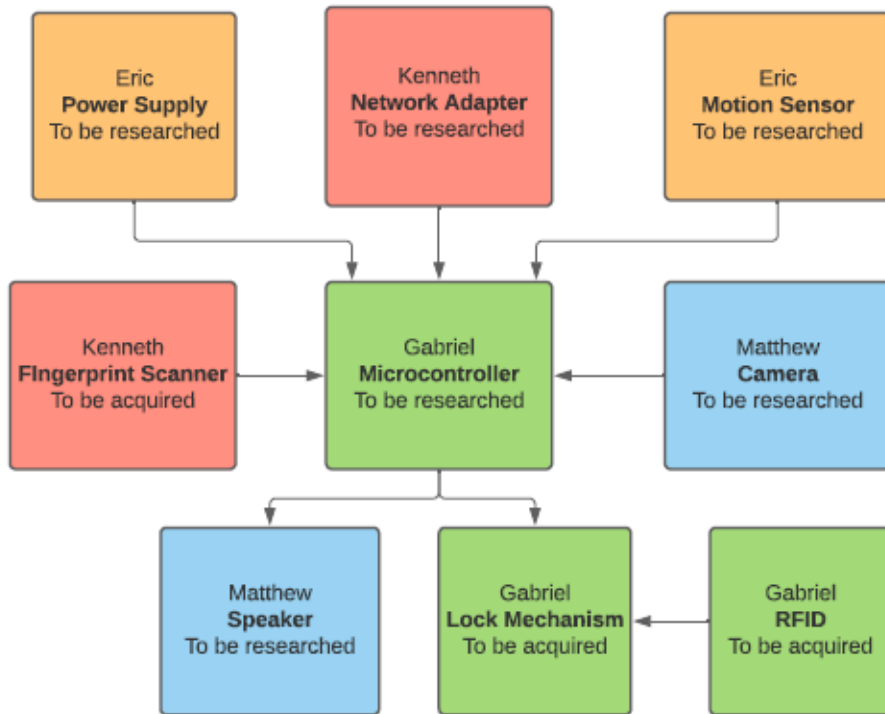 Eric
Power Supply
To be researched
Kenneth
Network Adapter
To be researched
Eric
Motion Sensor
To be researched
Kenneth
FIngerprint Scanner
To be acquired
Gabriel
Microcontroller
To be researched
Matthew
Camera
To be researched
Matthew
Speaker
To be researched
Gabriel
Lock Mechanism
To be acquired
Gabriel
RFID
To be acquired